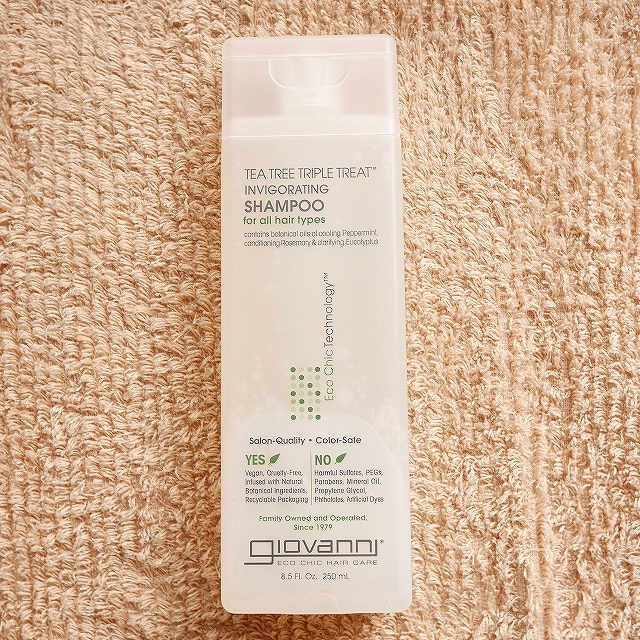 TEA TREE TRIPLE TREAT™
INVIGORATING
SHAMPOO
for all hair types
contains botanical oils of cooling Peppermint,
conditioning Rosemary & clarifying Eucalyptus
Eco Chic Technology™
Salon-Quality • Color-Safe
YES
Vegan, Cruelty-Free,
Infused with Natural
Botanical Ingredients,
Recyclable Packaging
NO
Harmful Sulfates, PEGs,
Parabens, Mineral Oil,
Propylene Glycol,
Phthalates, Artificial Dyes
Family Owned and Operated,
Since 1979
giovanni®
ECO CHIC HAIR CARE
8.5 Fl. Oz. 250 mL